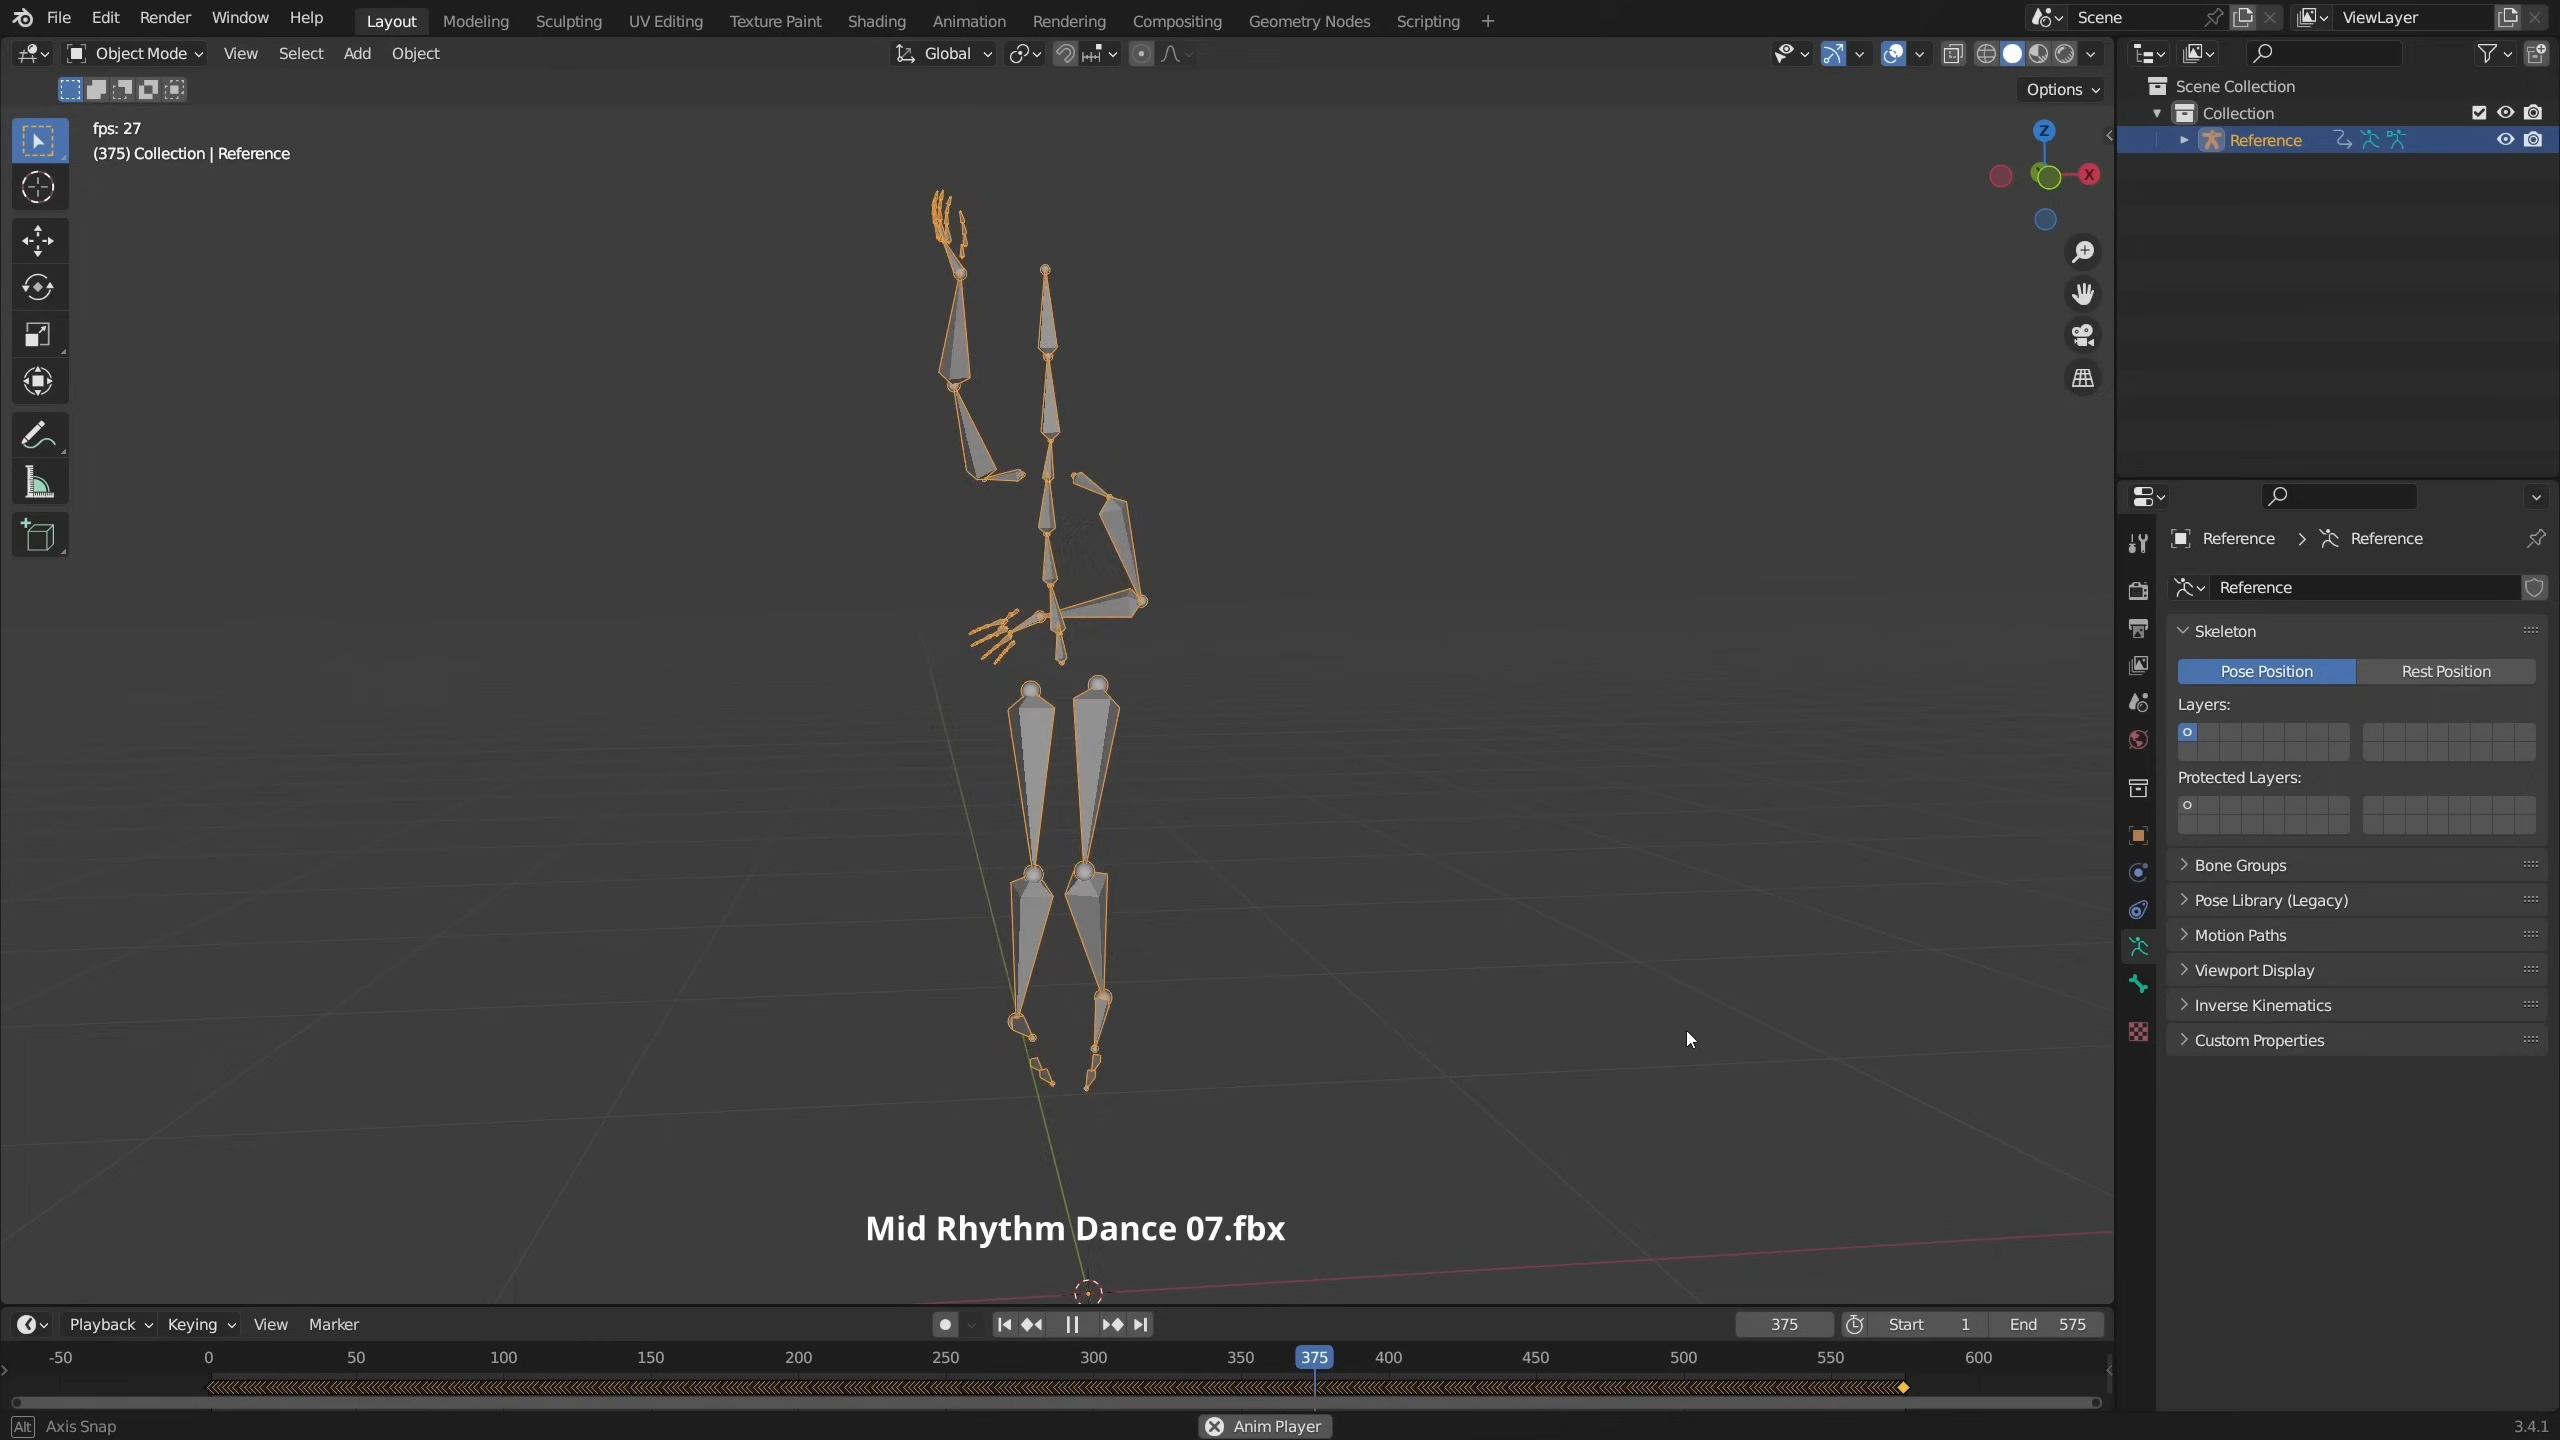 File Edit Render Window Help Layout Modeling Sculpting UV Editing Texture Paint Shading Animation Rendering Compositing Geometry Nodes Scripting + Scene ViewLayer
Object Mode View Select Add Object Global
Options
fps: 27
(375) Collection | Reference
Z
X
Scene Collection
Collection
Reference
Reference > Reference
Reference
Skeleton
Pose Position Rest Position
Layers:
Protected Layers:
Bone Groups
Pose Library (Legacy)
Motion Paths
Viewport Display
Inverse Kinematics
Custom Properties
Mid Rhythm Dance 07.fbx
Playback Keying View Marker 375 Start 1 End 575
-50 0 50 100 150 200 250 300 350 375 400 450 500 550 600
Alt Axis Snap Anim Player 3.4.1